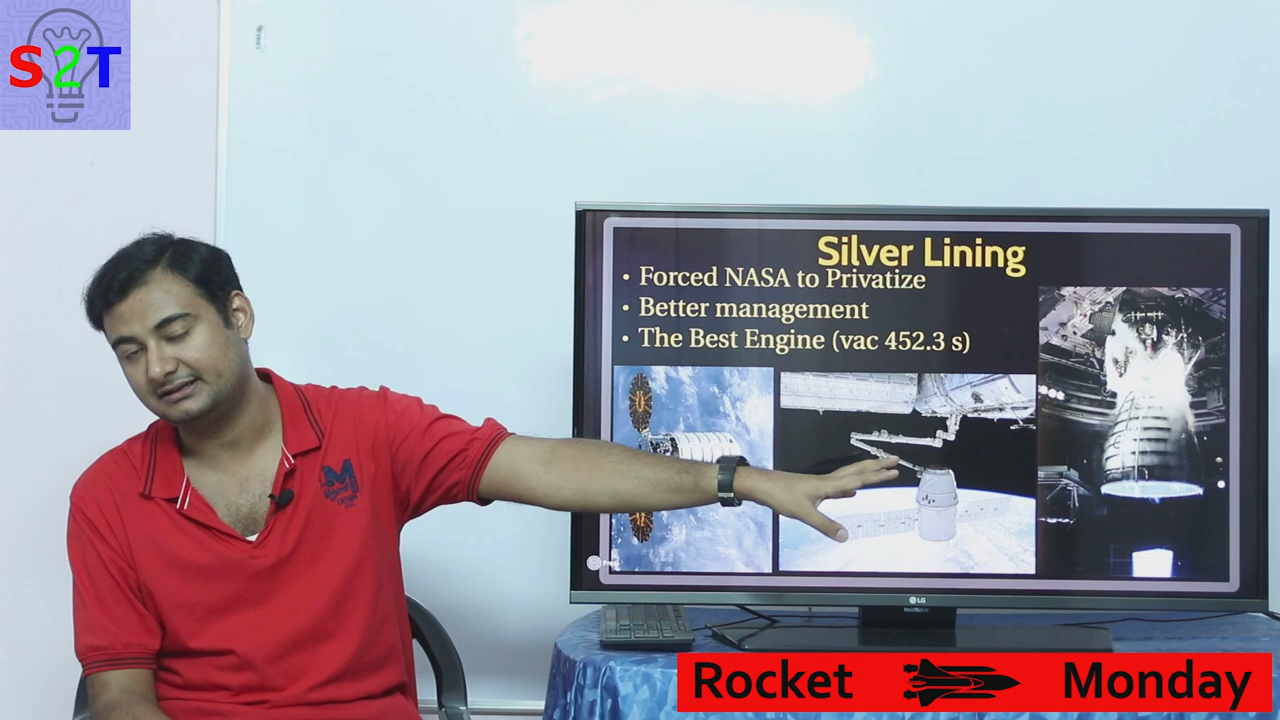 S2T
Silver Lining
• Forced NASA to Privatize
• Better management
• The Best Engine (vac 452.3 s)
M
LG
Rocket Monday